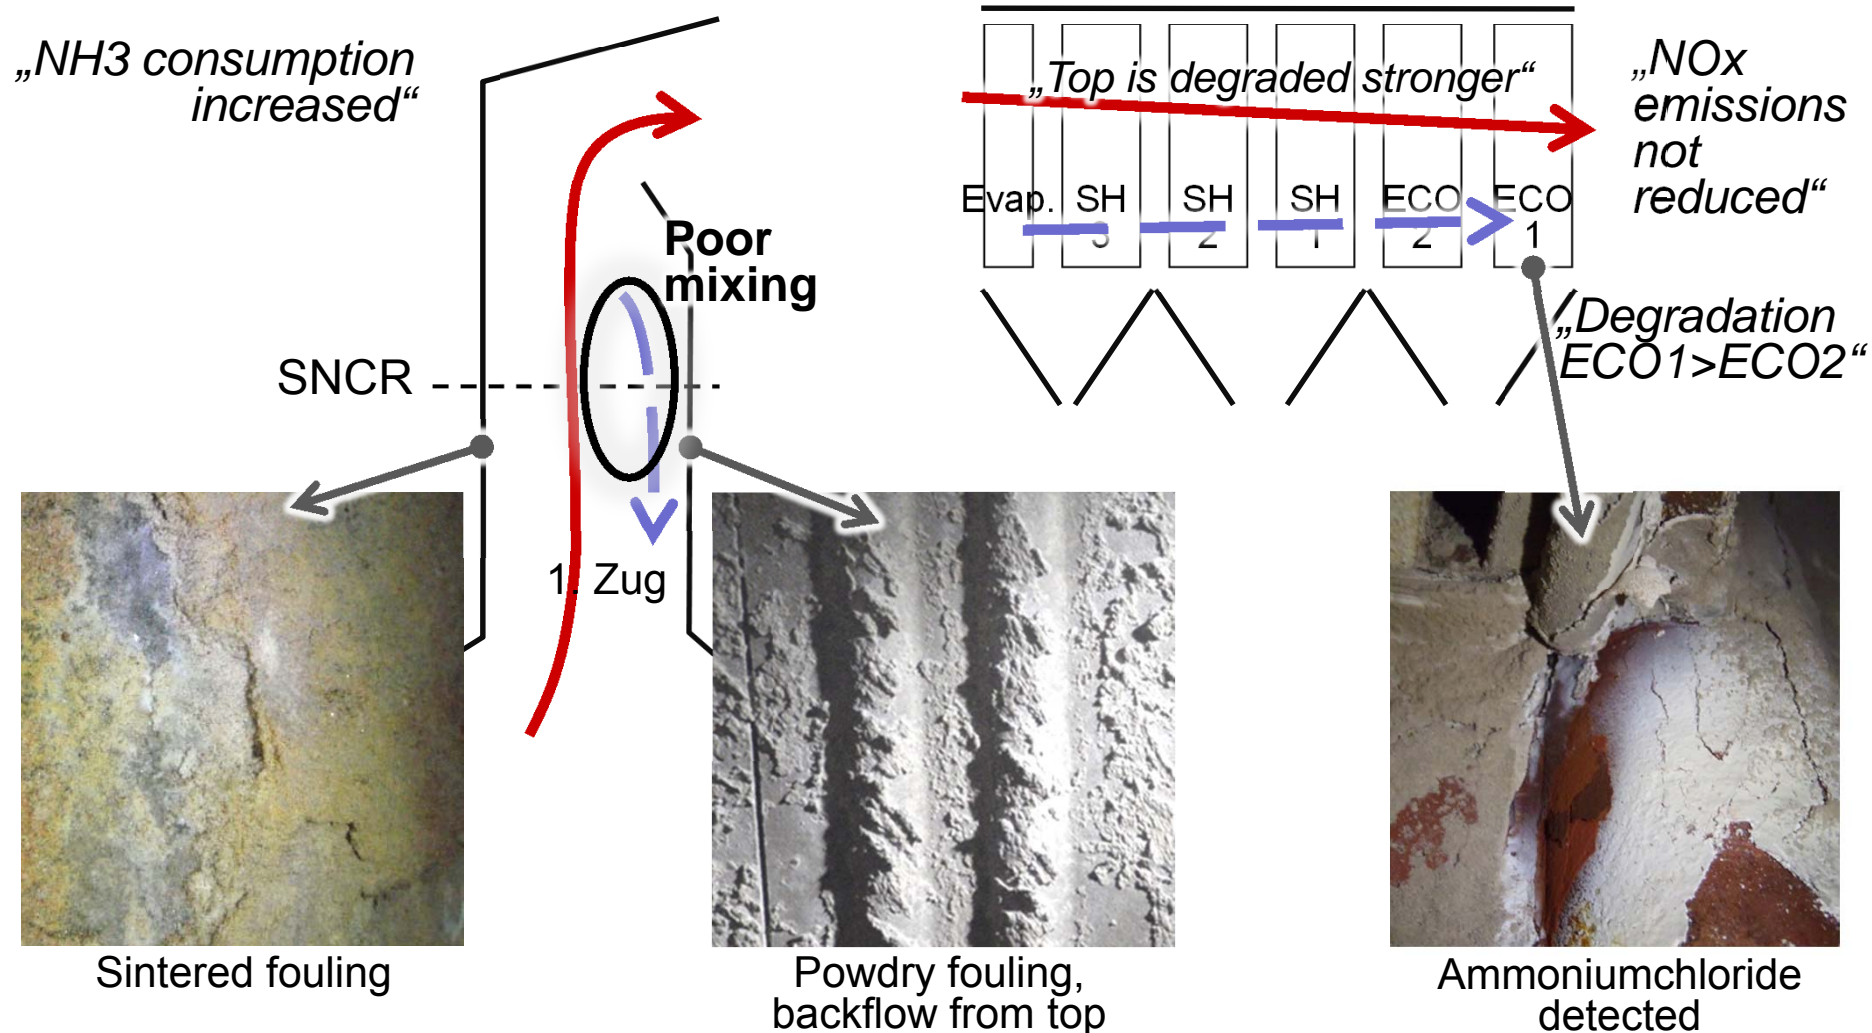 „NH3 consumption
increased“
„Top is degraded stronger“
„NOx
emissions
not
reduced“
Evap.
SH
3
SH
2
SH
1
ECO
2
ECO
1
Poor
mixing
SNCR
„Degradation
ECO1>ECO2“
1. Zug
Sintered fouling
Powdry fouling,
backflow from top
Ammoniumchloride
detected